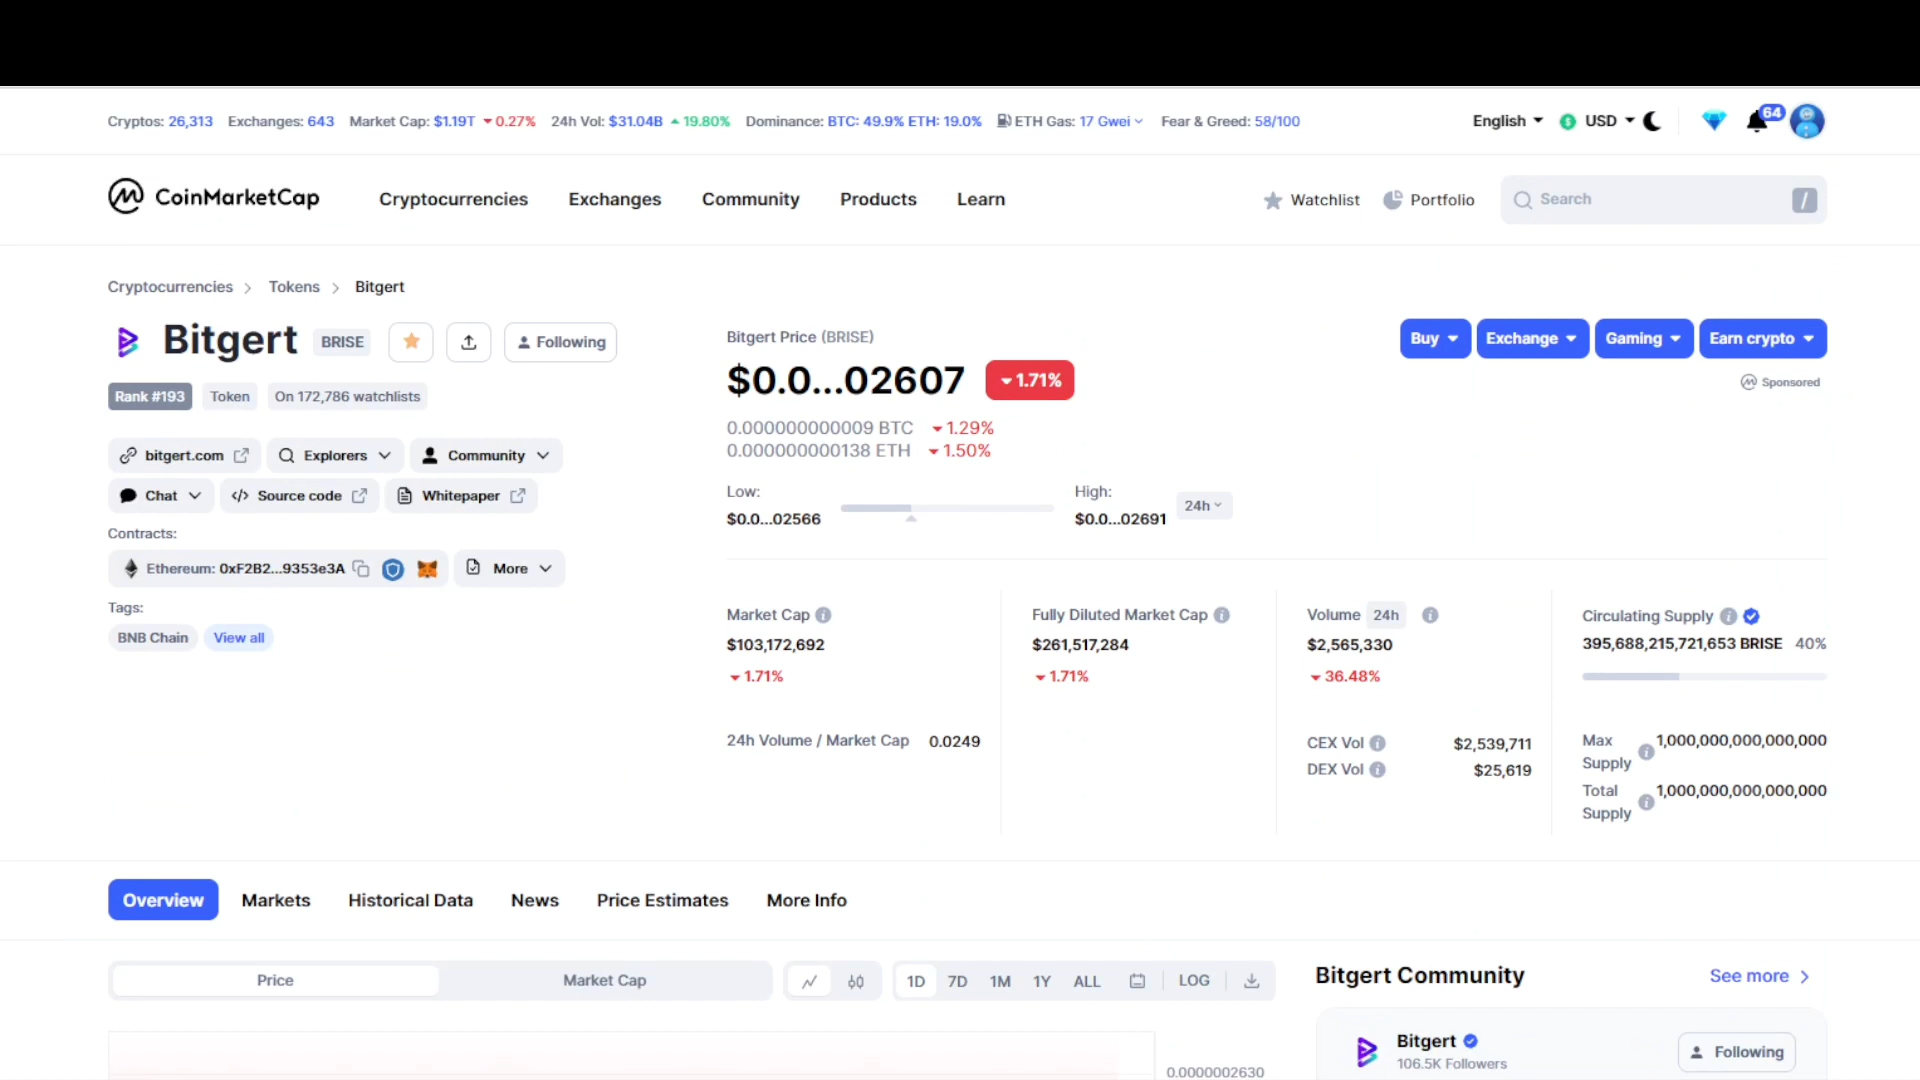 Cryptos: 26,313 Exchanges: 643 Market Cap: $1.19T 0.27% 24h Vol: $31.04B 19.80% Dominance: BTC: 49.9% ETH: 19.0% ETH Gas: 17 Gwei Fear & Greed: 58/100 English USD 64
CoinMarketCap Cryptocurrencies Exchanges Community Products Learn Watchlist Portfolio Search /
Cryptocurrencies > Tokens > Bitgert
Bitgert BRISE Following
Rank #193 Token On 172,786 watchlists
bitgert.com Explorers Community
Chat </> Source code Whitepaper
Contracts:
Ethereum: 0xF2B2...9353e3A More
Tags:
BNB Chain View all
Bitgert Price (BRISE)
$0.0...02607 1.71%
0.000000000009 BTC 1.29%
0.000000000138 ETH 1.50%
Low: High:
$0.0...02566 $0.0...02691 24h
Buy Exchange Gaming Earn crypto
Sponsored
Market Cap
$103,172,692
1.71%
24h Volume / Market Cap 0.0249
Fully Diluted Market Cap
$261,517,284
1.71%
Volume 24h
$2,565,330
36.48%
CEX Vol $2,539,711
DEX Vol $25,619
Circulating Supply
395,688,215,721,653 BRISE 40%
Max Supply 1,000,000,000,000,000
Total Supply 1,000,000,000,000,000
Overview Markets Historical Data News Price Estimates More Info
Price Market Cap 1D 7D 1M 1Y ALL LOG
0.0000002630
Bitgert Community See more >
Bitgert Following
106.5K Followers